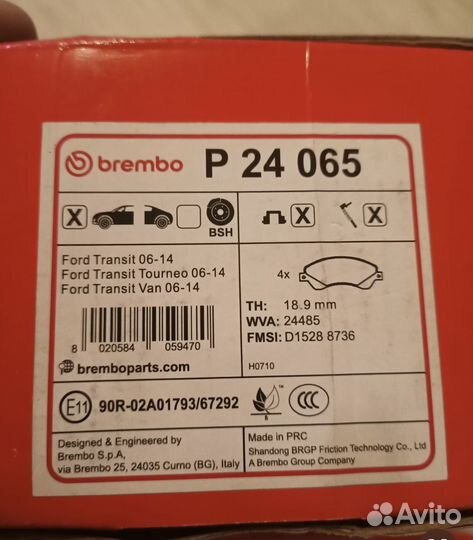 brembo P 24 065
X
BSH
X
X
Ford Transit 06-14
Ford Transit Tourneo 06-14
Ford Transit Van 06-14
4x
TH: 18.9 mm
WVA: 24485
FMSI: D1528 8736
8 020584 059470
bremboparts.com
H0710
E11 90R-02A01793/67292
CCC
Designed & Engineered by
Brembo S.p.A,
via Brembo 25, 24035 Curno (BG), Italy
Made in PRC
Shandong BRGP Friction Technology Co., Ltd
A Brembo Group Company
Avito